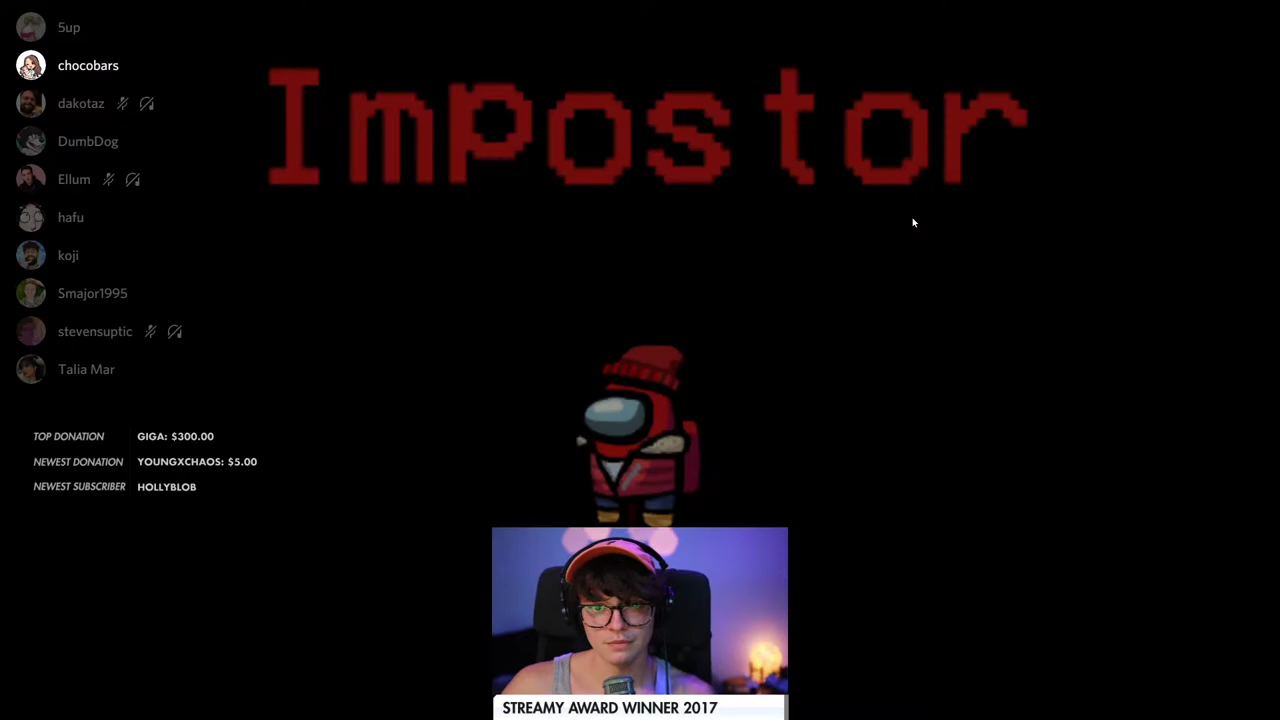 5up
chocobars
dakotaz
DumbDog
Ellum
hafu
koji
Smajor1995
stevensuptic
Talia Mar
Impostor
TOP DONATION GIGA: $300.00
NEWEST DONATION YOUNGXCHAOS: $5.00
NEWEST SUBSCRIBER HOLLYBLOB
STREAMY AWARD WINNER 2017